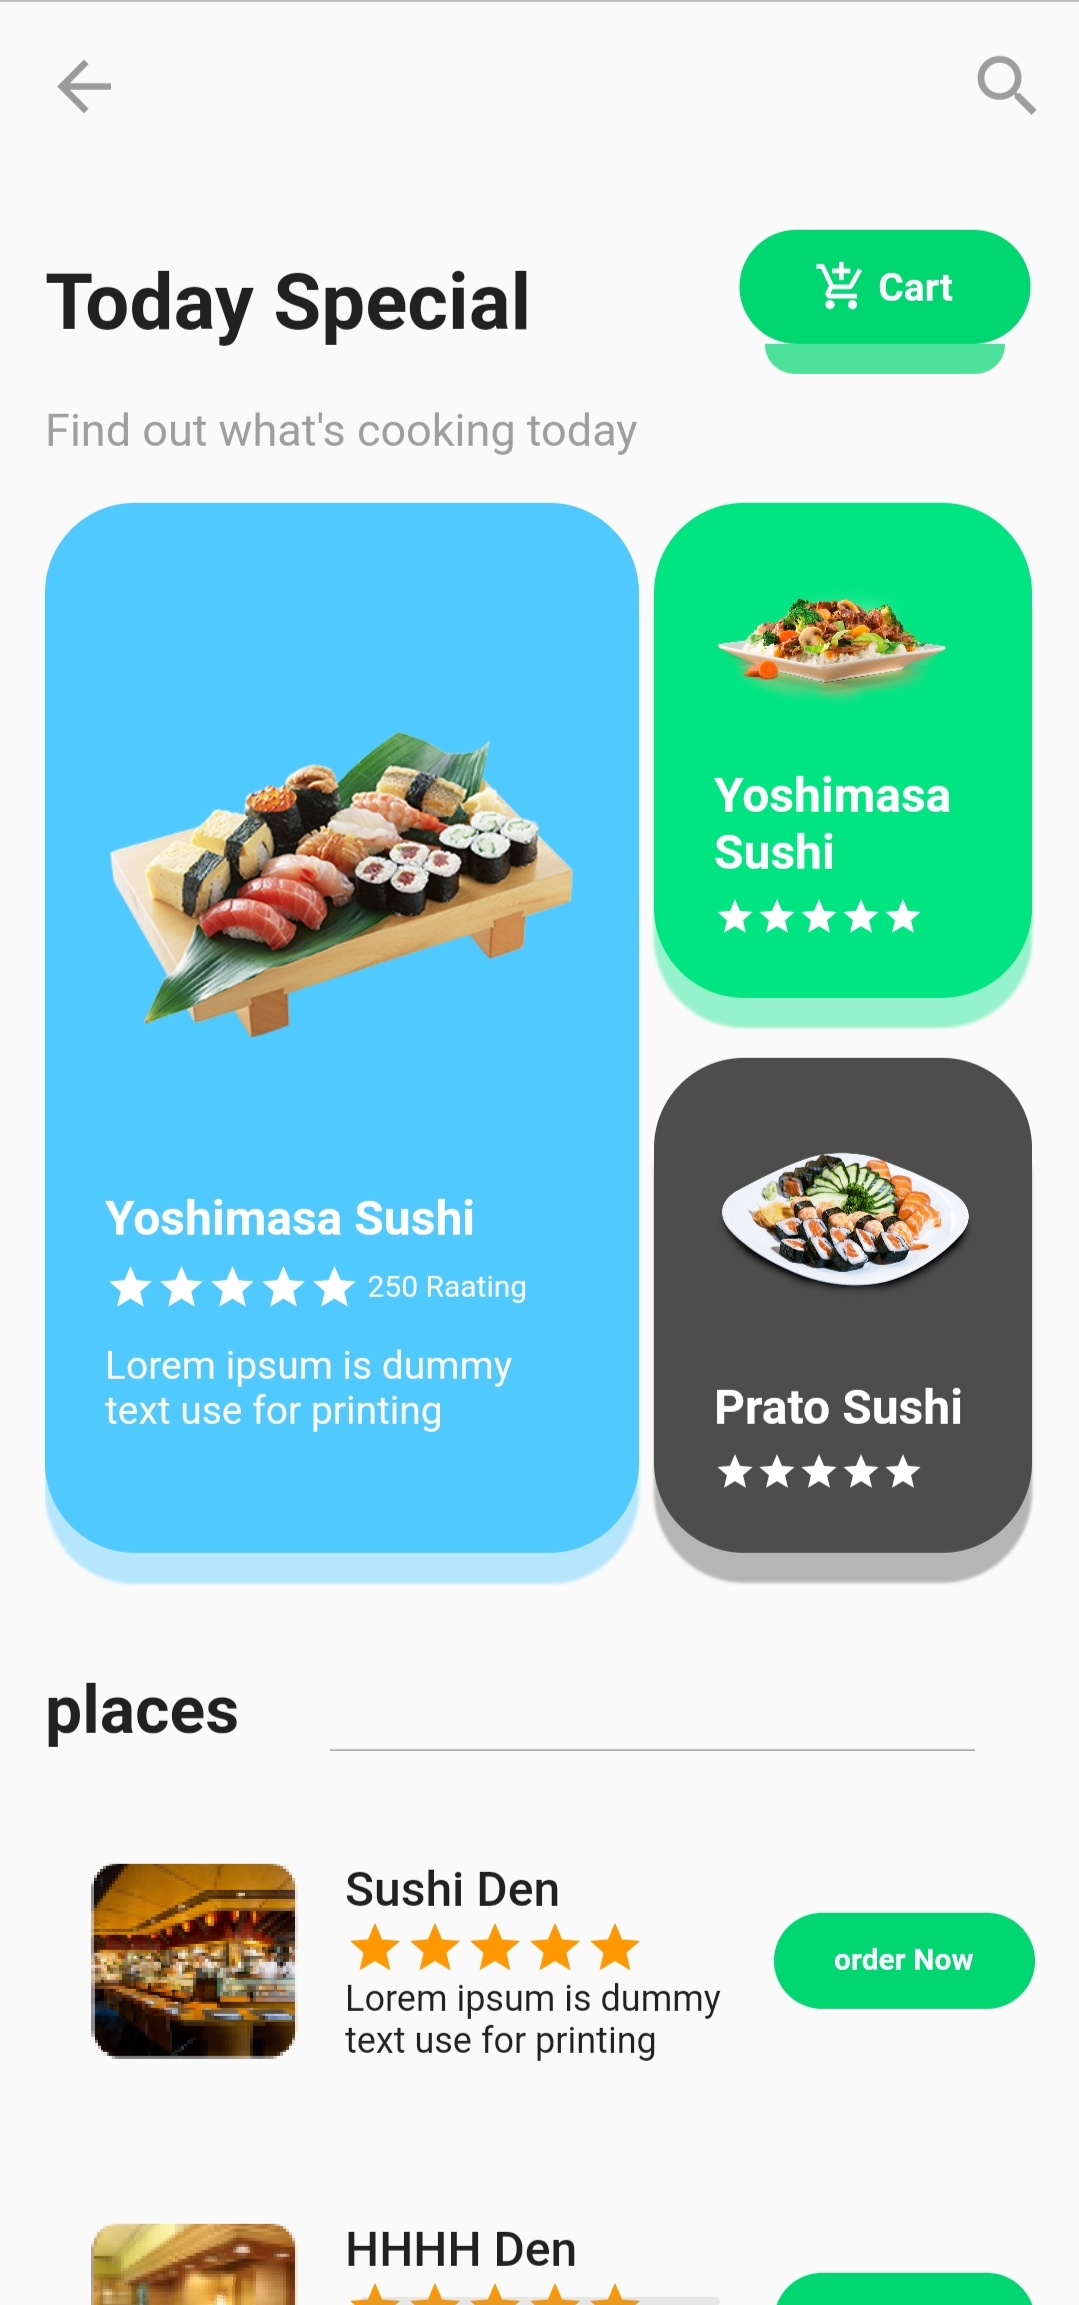 Today Special
Cart
Find out what's cooking today
Yoshimasa Sushi
250 Raating
Lorem ipsum is dummy
text use for printing
Yoshimasa
Sushi
Prato Sushi
places
Sushi Den
Lorem ipsum is dummy
text use for printing
order Now
HHHH Den